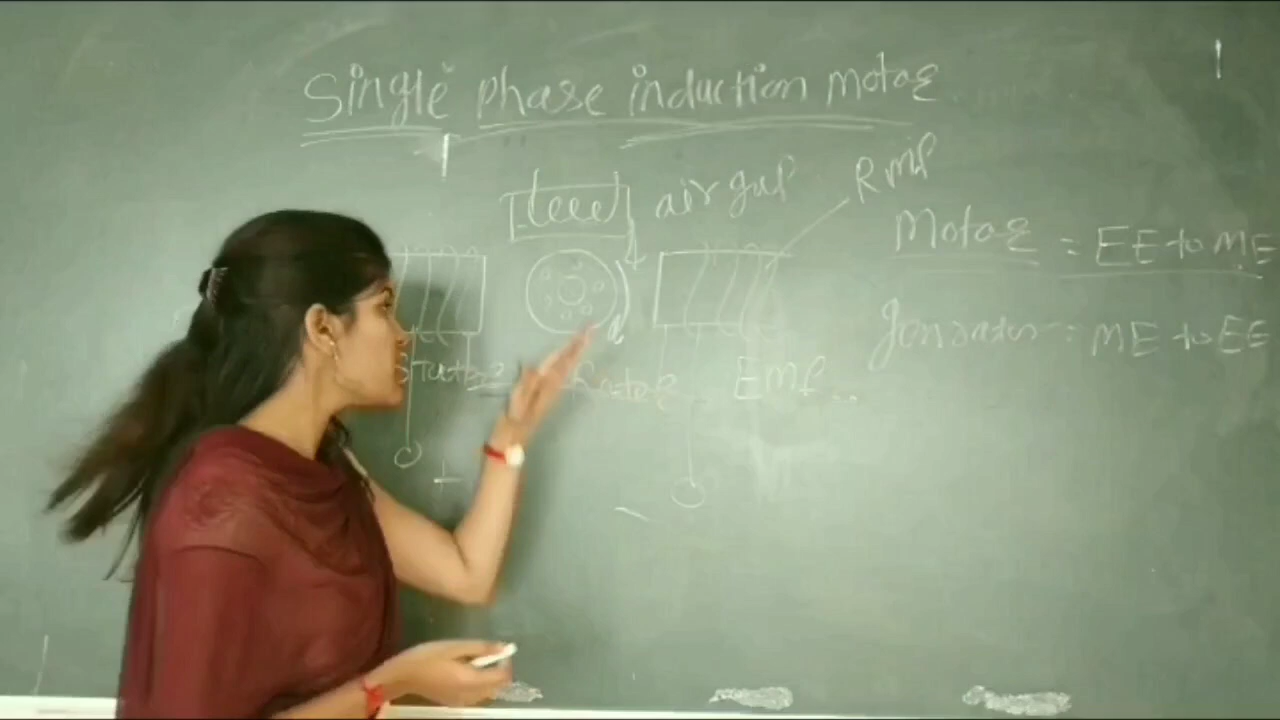 Single phase induction motor
air gap
Rmf
Motor = EE to ME
Generator = ME to EE
Stator Rotor Emf..
+
-